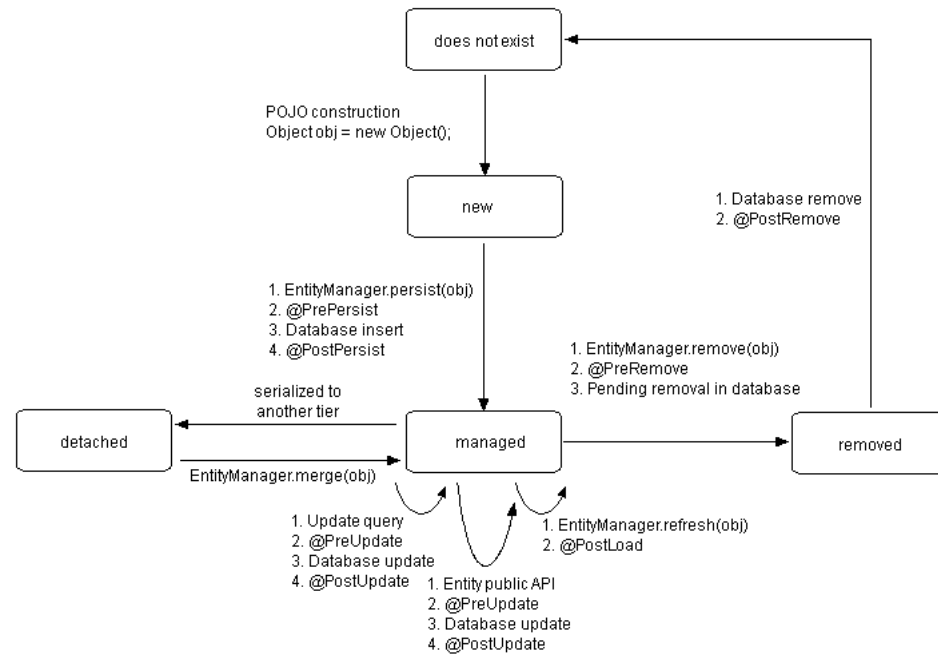 does not exist
POJO construction
Object obj = new Object();
new
1. Database remove
2. @PostRemove
1. EntityManager.persist(obj)
2. @PrePersist
3. Database insert
4. @PostPersist
1. EntityManager.remove(obj)
2. @PreRemove
3. Pending removal in database
serialized to
another tier
detached
managed
removed
EntityManager.merge(obj)
1. Update query
2. @PreUpdate
3. Database update
4. @PostUpdate
1. EntityManager.refresh(obj)
2. @PostLoad
1. Entity public API
2. @PreUpdate
3. Database update
4. @PostUpdate